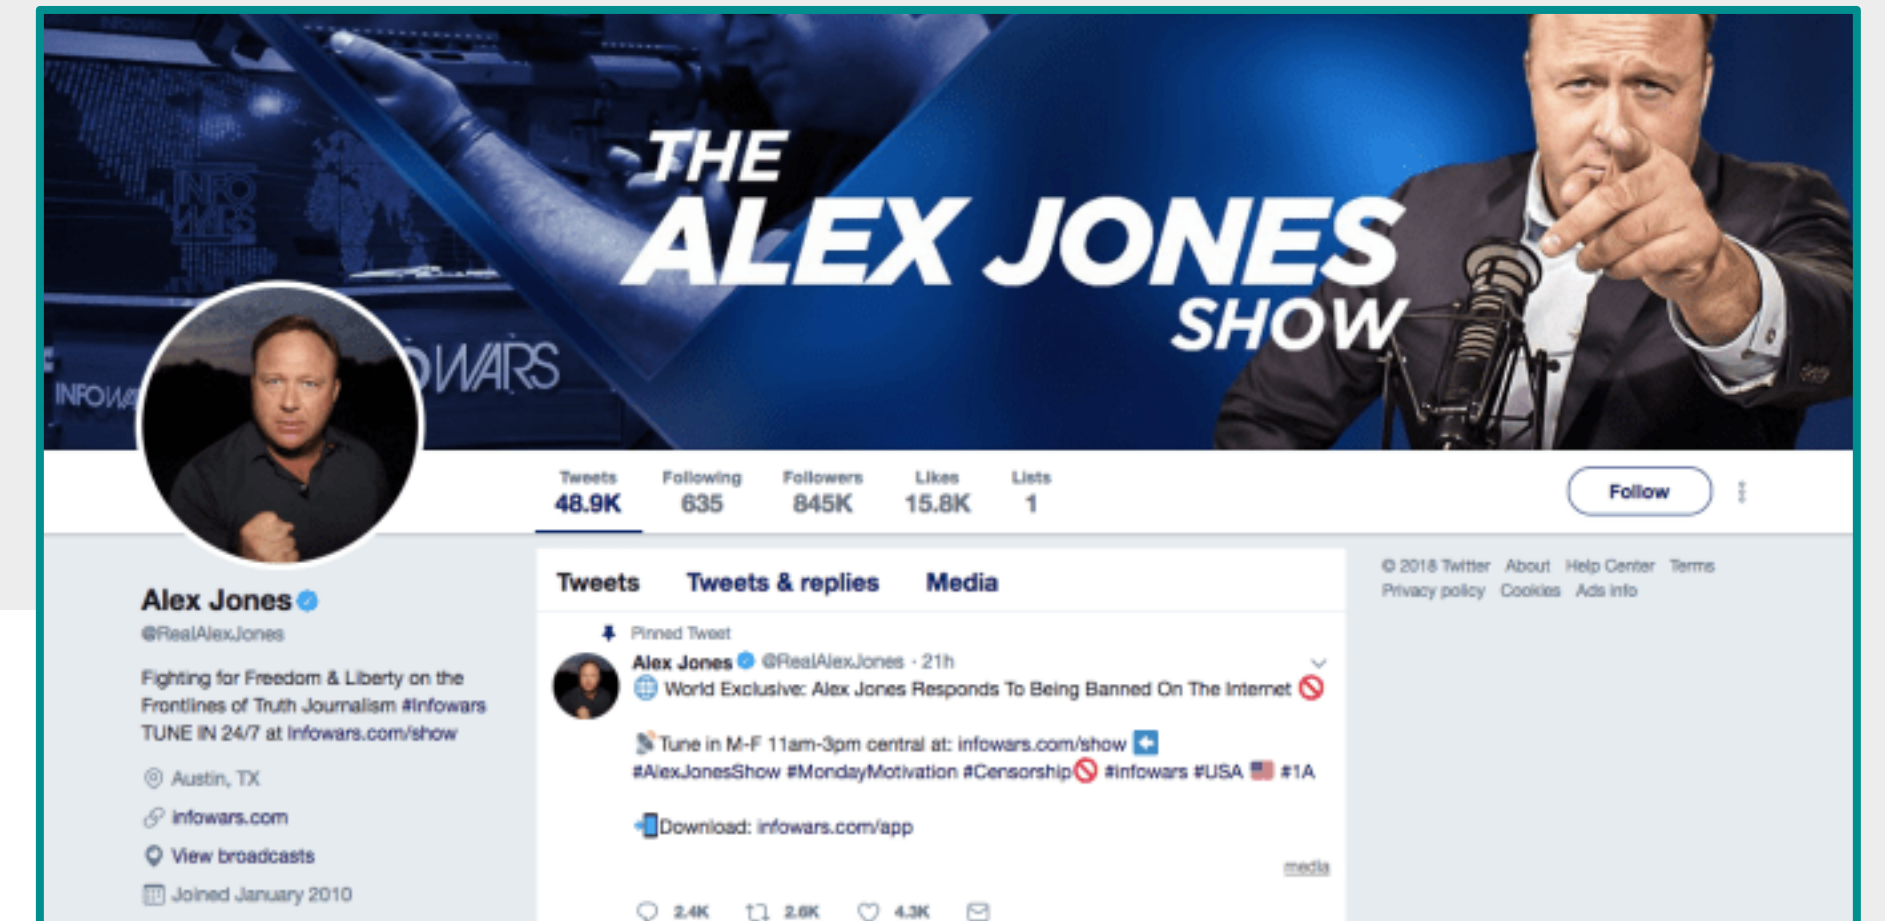 THE
ALEX JONES
SHOW
INFO
WARS
INFOWA
OWARS
Tweets Following Followers Likes Lists
48.9K 635 845K 15.8K 1
Follow
Alex Jones
@RealAlexJones
Fighting for Freedom & Liberty on the
Frontlines of Truth Journalism #Infowars
TUNE IN 24/7 at Infowars.com/show
Austin, TX
infowars.com
View broadcasts
Joined January 2010
Tweets Tweets & replies Media
Pinned Tweet
Alex Jones @RealAlexJones · 21h
World Exclusive: Alex Jones Responds To Being Banned On The Internet
Tune in M-F 11am-3pm central at: infowars.com/show
#AlexJonesShow #MondayMotivation #Censorship #infowars #USA #1A
Download: infowars.com/app
media
2.4K 2.6K 4.3K
© 2018 Twitter About Help Center Terms
Privacy policy Cookies Ads info